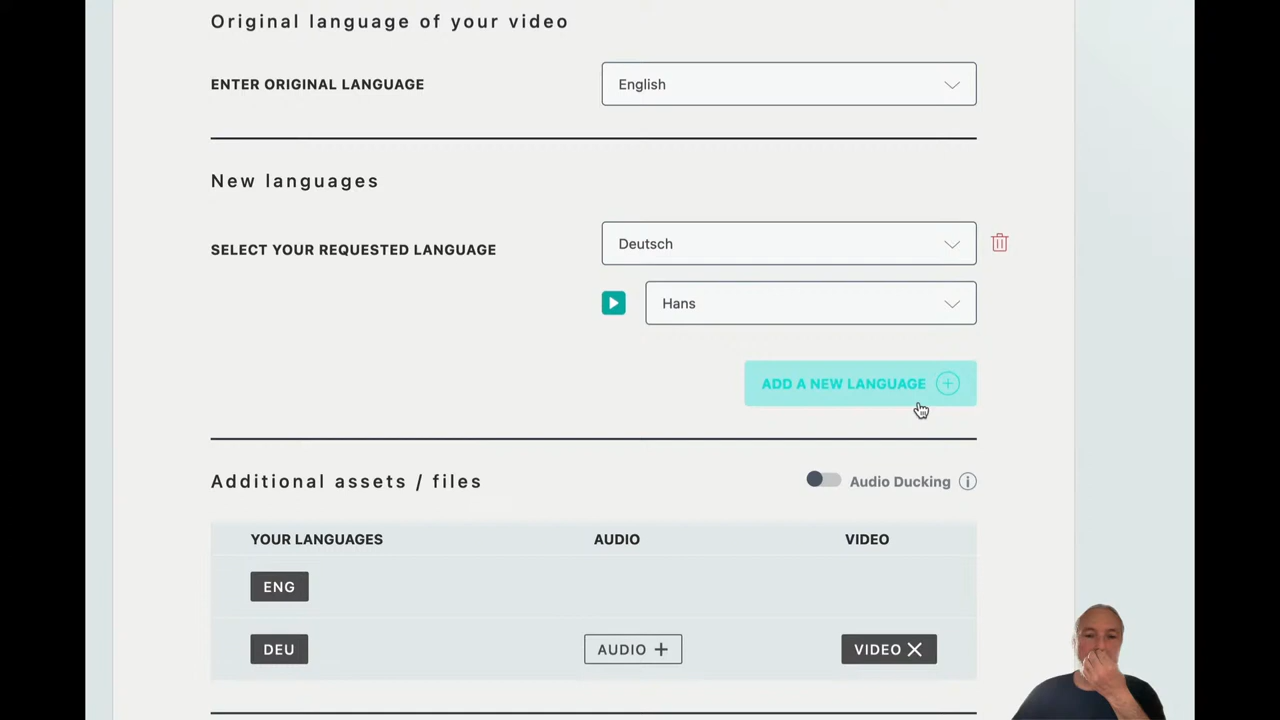 Original language of your video
ENTER ORIGINAL LANGUAGE
English
New languages
SELECT YOUR REQUESTED LANGUAGE
Deutsch
Hans
ADD A NEW LANGUAGE
Additional assets / files
Audio Ducking
YOUR LANGUAGES AUDIO VIDEO
ENG
DEU AUDIO + VIDEO X